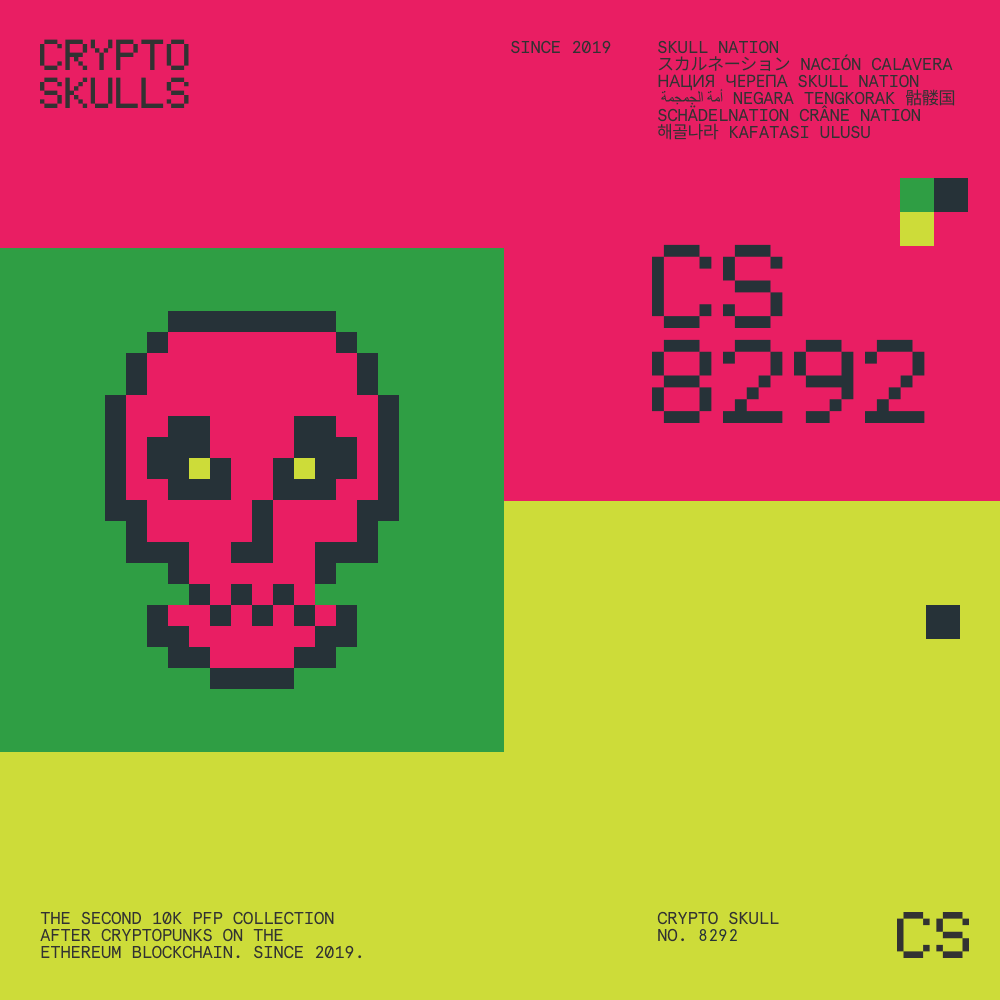 CRYPTO
SKULLS
SINCE 2019
SKULL NATION
スカルネーション NACIÓN CALAVERA
НАЦИЯ ЧЕРЕПА SKULL NATION
أمة الجمجمة NEGARA TENGKORAK 骷髅国
SCHÄDELNATION CRÂNE NATION
해골나라 KAFATASI ULUSU
CS
8292
THE SECOND 10K PFP COLLECTION
AFTER CRYPTOPUNKS ON THE
ETHEREUM BLOCKCHAIN. SINCE 2019.
CRYPTO SKULL
NO. 8292
CS